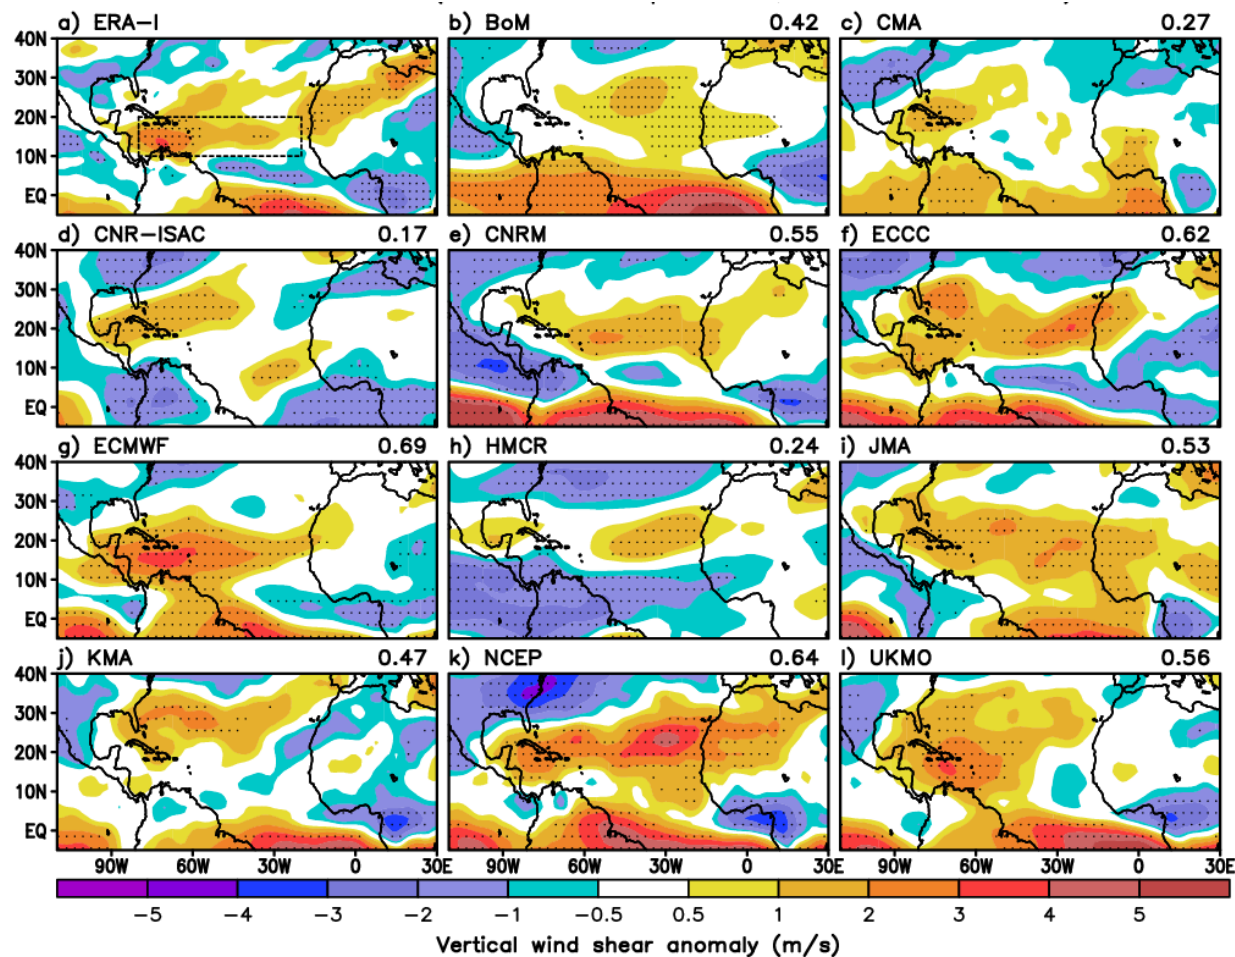 a) ERA-I
b) BoM 0.42
c) CMA 0.27
40N
30N
20N
10N
EQ
d) CNR-ISAC 0.17
e) CNRM 0.55
f) ECCC 0.62
40N
30N
20N
10N
EQ
g) ECMWF 0.69
h) HMCR 0.24
i) JMA 0.53
40N
30N
20N
10N
EQ
j) KMA 0.47
k) NCEP 0.64
l) UKMO 0.56
40N
30N
20N
10N
EQ
90W 60W 30W 0 30E 90W 60W 30W 0 30E 90W 60W 30W 0 30E
-5 -4 -3 -2 -1 -0.5 0.5 1 2 3 4 5
Vertical wind shear anomaly (m/s)